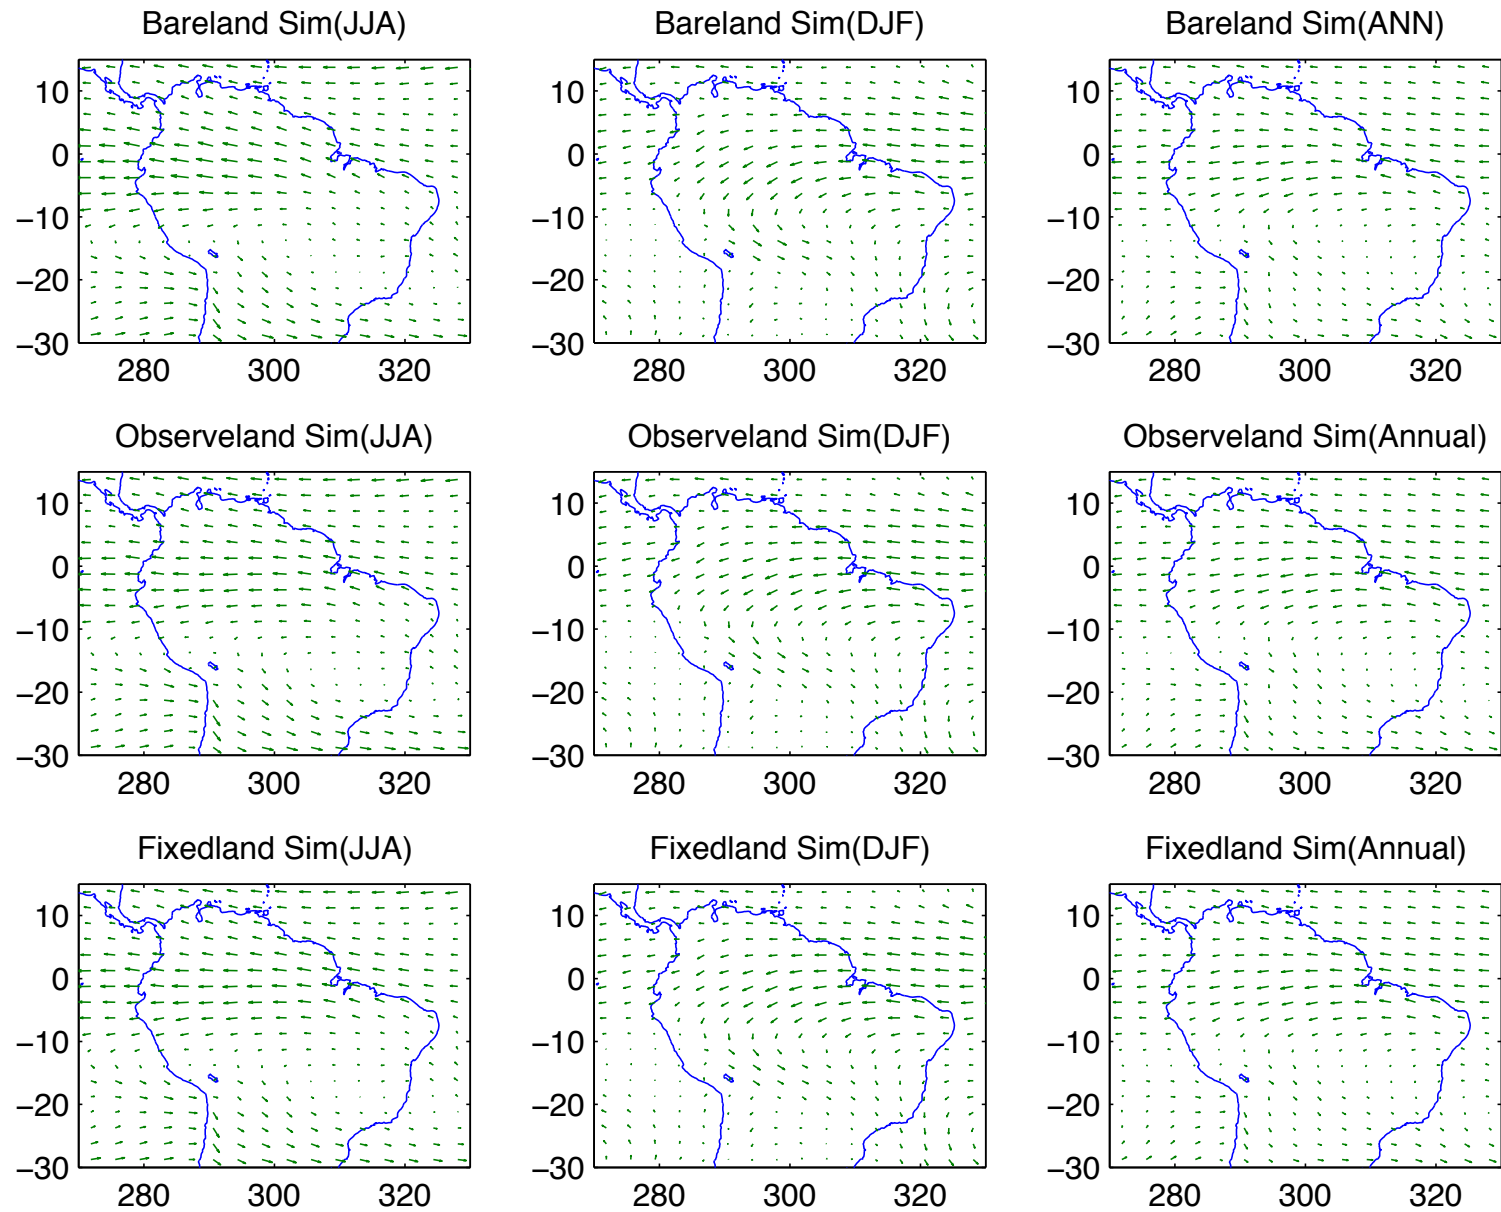 Bareland Sim(JJA) Bareland Sim(DJF) Bareland Sim(ANN)
10 10 10
0 0 0
−10 −10 −10
−20 −20 −20
−30 −30 −30
280 300 320 280 300 320 280 300 320
Observeland Sim(JJA) Observeland Sim(DJF) Observeland Sim(Annual)
10 10 10
0 0 0
−10 −10 −10
−20 −20 −20
−30 −30 −30
280 300 320 280 300 320 280 300 320
Fixedland Sim(JJA) Fixedland Sim(DJF) Fixedland Sim(Annual)
10 10 10
0 0 0
−10 −10 −10
−20 −20 −20
−30 −30 −30
280 300 320 280 300 320 280 300 320